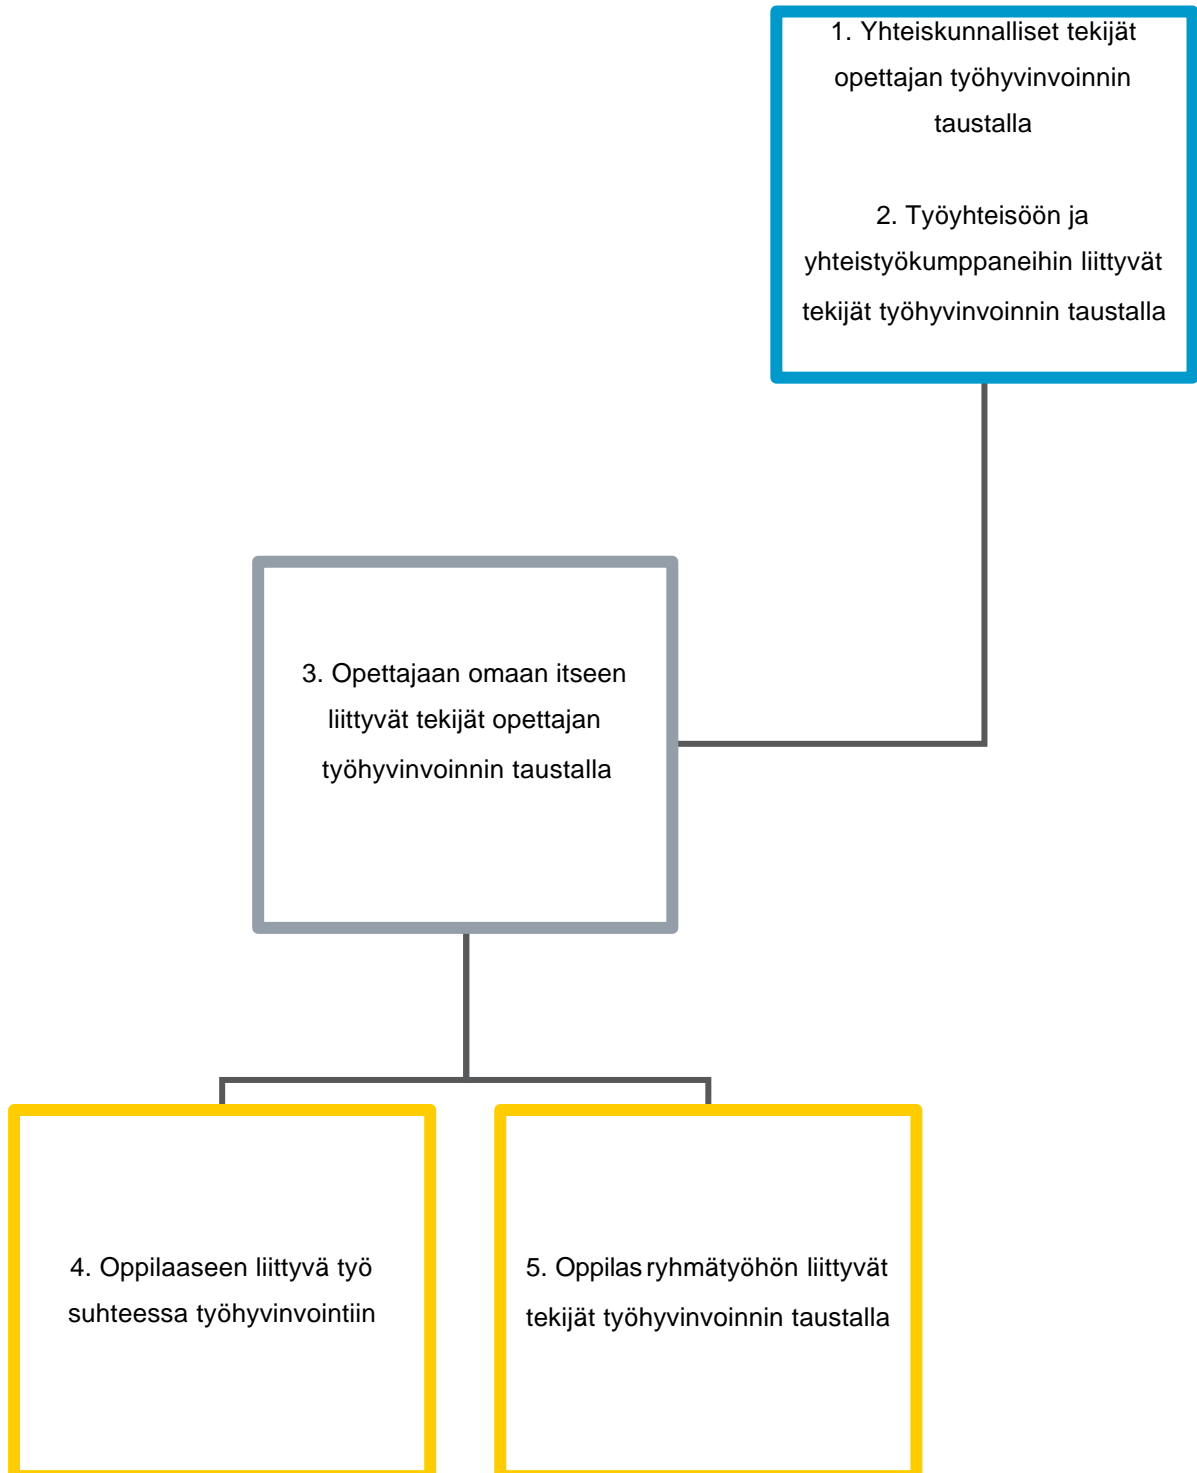 1. Yhteiskunnalliset tekijät
opettajan työhyvinvoinnin
taustalla
2. Työyhteisöön ja
yhteistyökumppaneihin liittyvät
tekijät työhyvinvoinnin taustalla
3. Opettajaan omaan itseen
liittyvät tekijät opettajan
työhyvinvoinnin taustalla
4. Oppilaaseen liittyvä työ
suhteessa työhyvinvointiin
5. Oppilas ryhmätyöhön liittyvät
tekijät työhyvinvoinnin taustalla